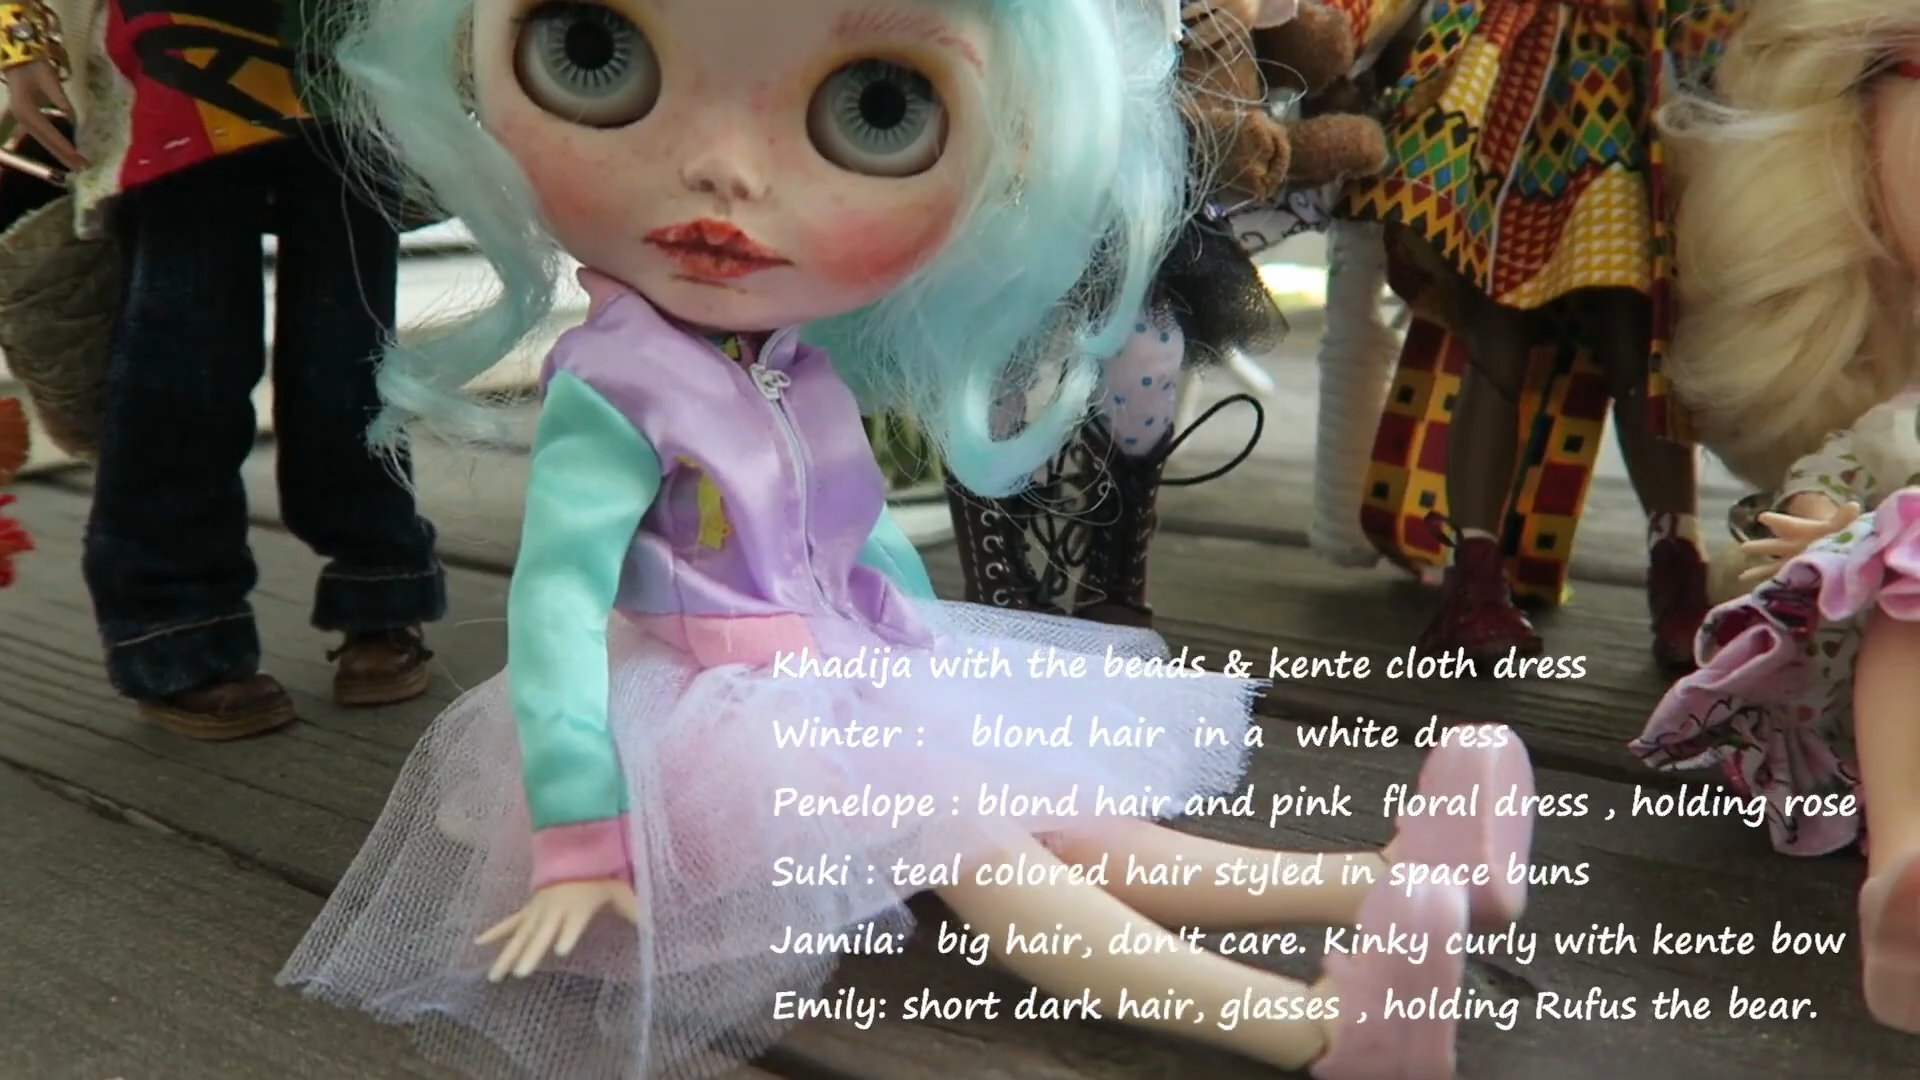 Khadija with the beads & kente cloth dress
Winter : blond hair in a white dress
Penelope : blond hair and pink floral dress , holding rose
Suki : teal colored hair styled in space buns
Jamila: big hair, don't care. Kinky curly with kente bow
Emily: short dark hair, glasses , holding Rufus the bear.